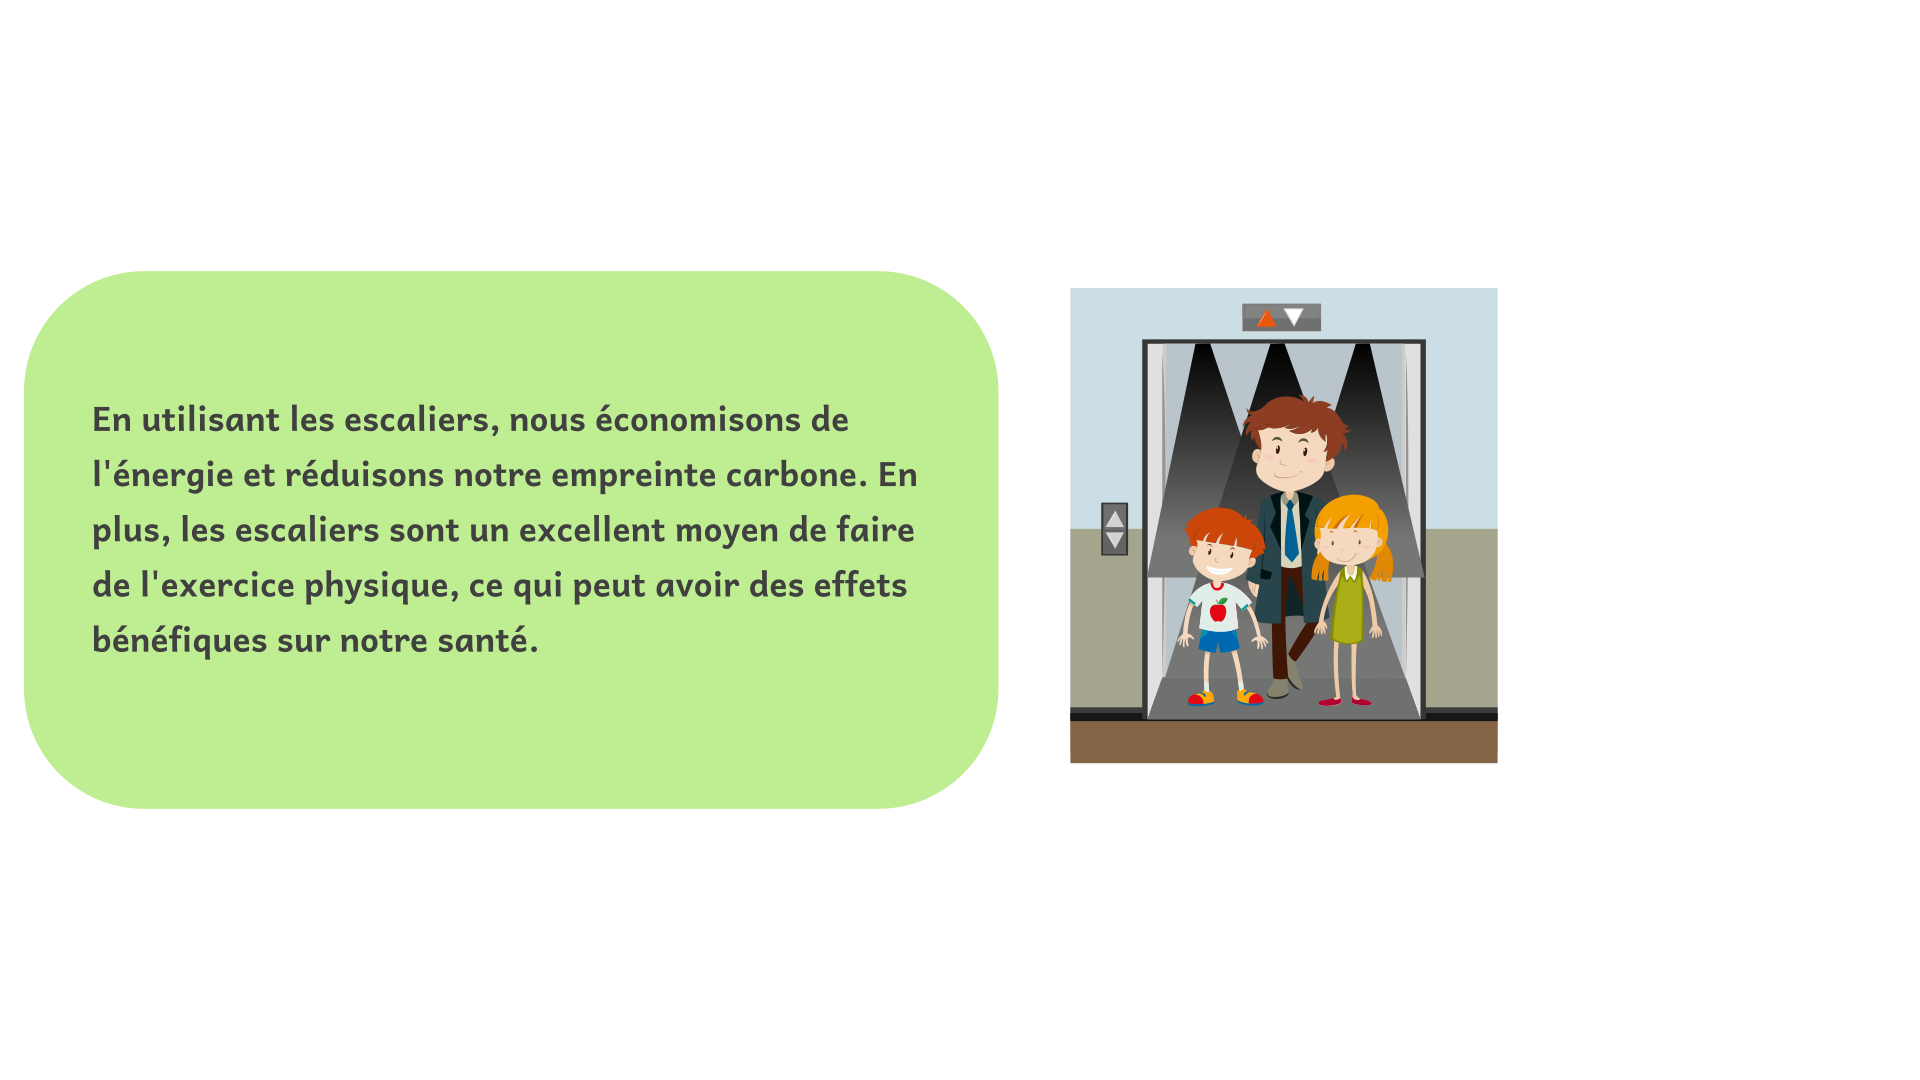 En utilisant les escaliers, nous économisons de
l'énergie et réduisons notre empreinte carbone. En
plus, les escaliers sont un excellent moyen de faire
de l'exercice physique, ce qui peut avoir des effets
bénéfiques sur notre santé.